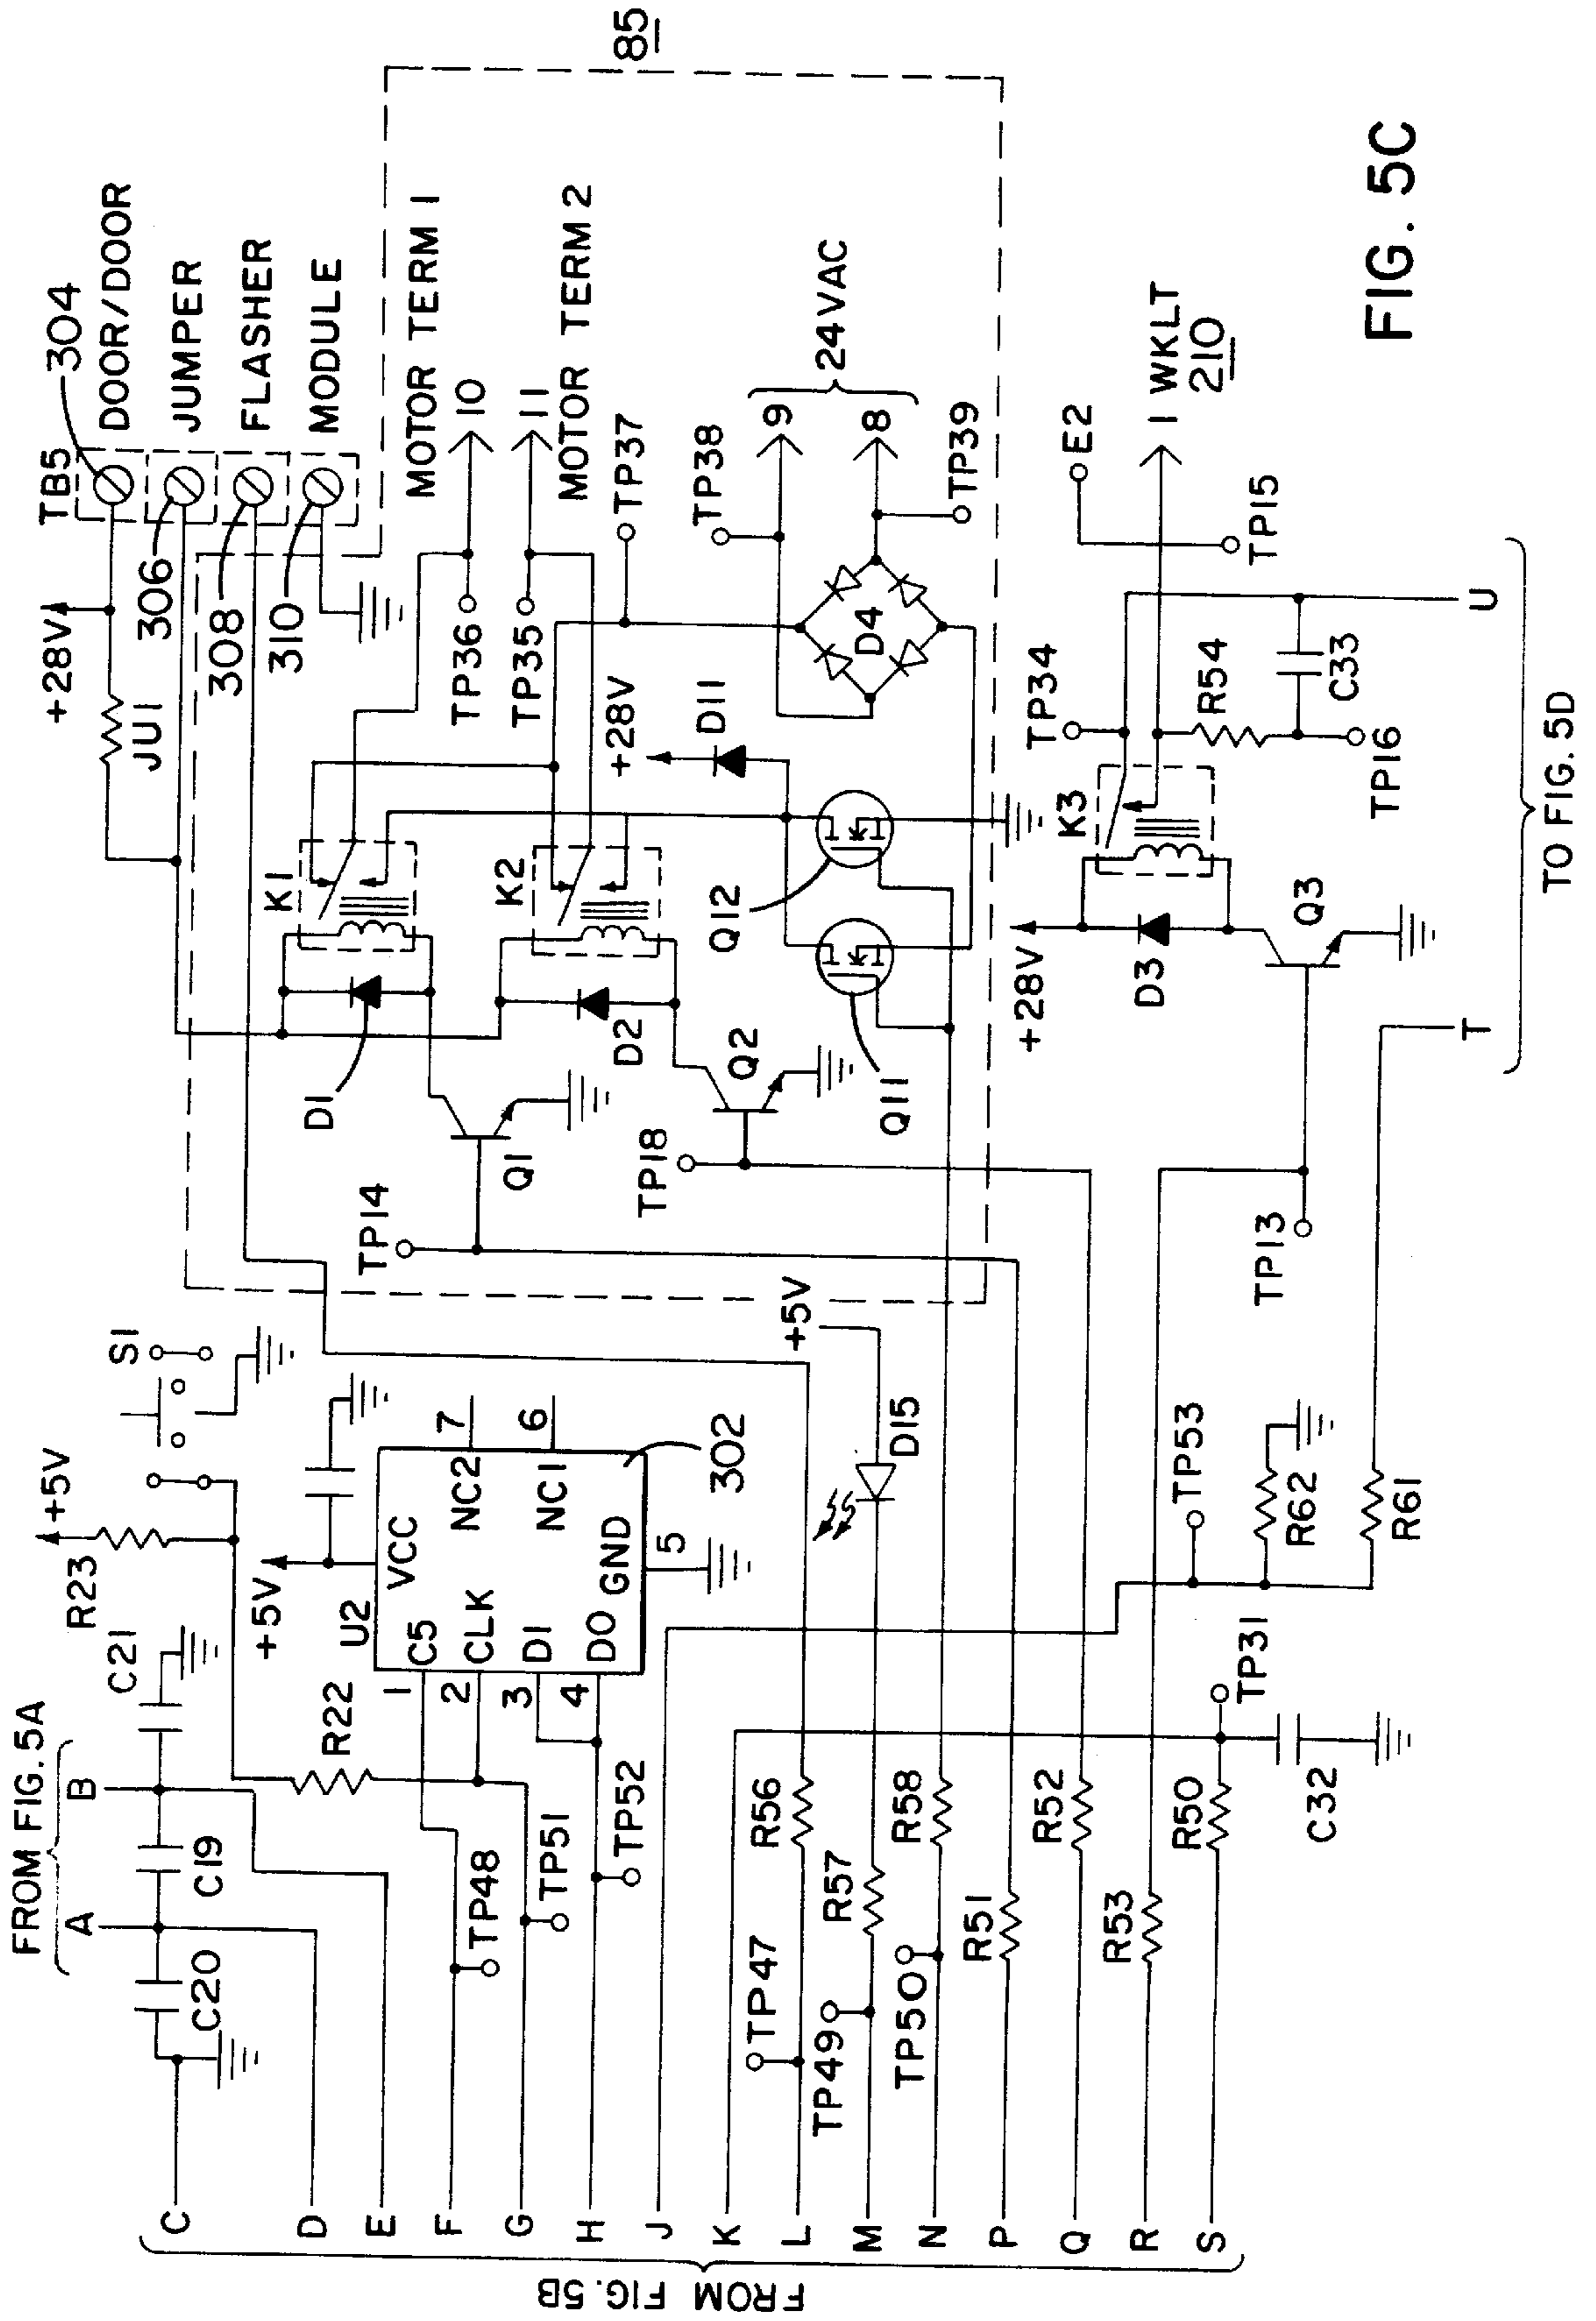 FROM FIG. 5A
A
B
C20
C19
C21
R23
+5V
S1
+28V
JU1
TB5
304
DOOR/DOOR
306
JUMPER
308
FLASHER
310
MODULE
85
R22
+5V
U2
VCC
C5
CLK
D1
DO
GND
NC2
NC1
1
2
3
4
5
6
7
302
TP48
TP51
TP52
D1
K1
K2
D2
Q1
Q2
TP14
TP18
MOTOR TERM 1
10
TP36
11
TP35
MOTOR TERM 2
TP37
+28V
D11
D4
TP38
9
8
24VAC
TP39
Q12
Q11
+5V
D15
TP47
R56
TP49
R57
TP50
R58
R51
R52
R53
R50
TP31
C32
TP53
R62
R61
TP13
+28V
D3
K3
Q3
TP34
R54
C33
TP16
TP15
E2
1 WKLT
210
T
U
TO FIG. 5D
FROM FIG. 5B
C
D
E
F
G
H
J
K
L
M
N
P
Q
R
S
FIG. 5C